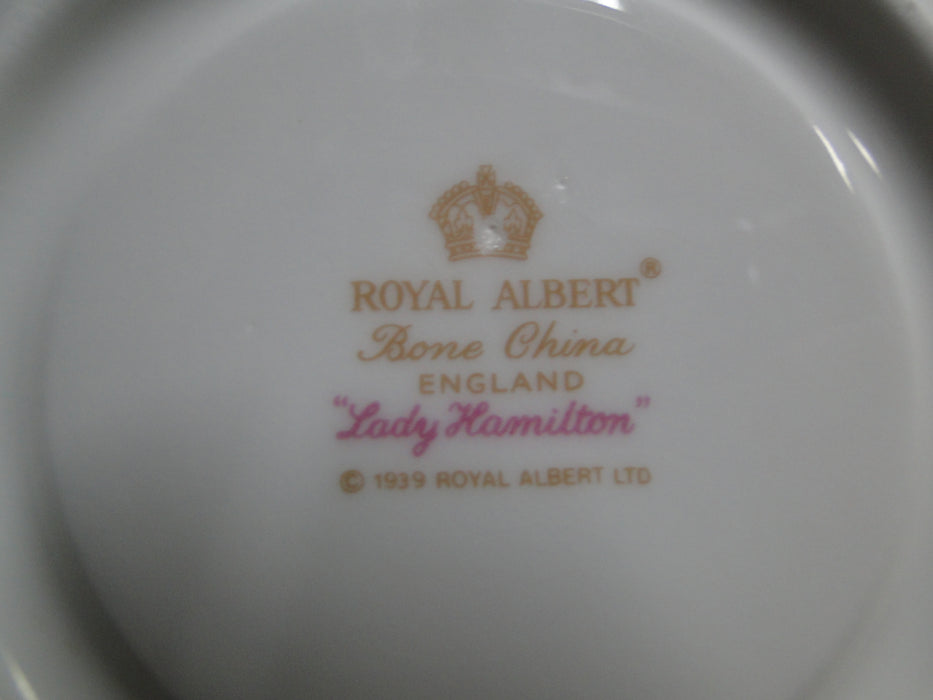 ROYAL ALBERT®
Bone China
ENGLAND
"Lady Hamilton"
© 1939 ROYAL ALBERT LTD